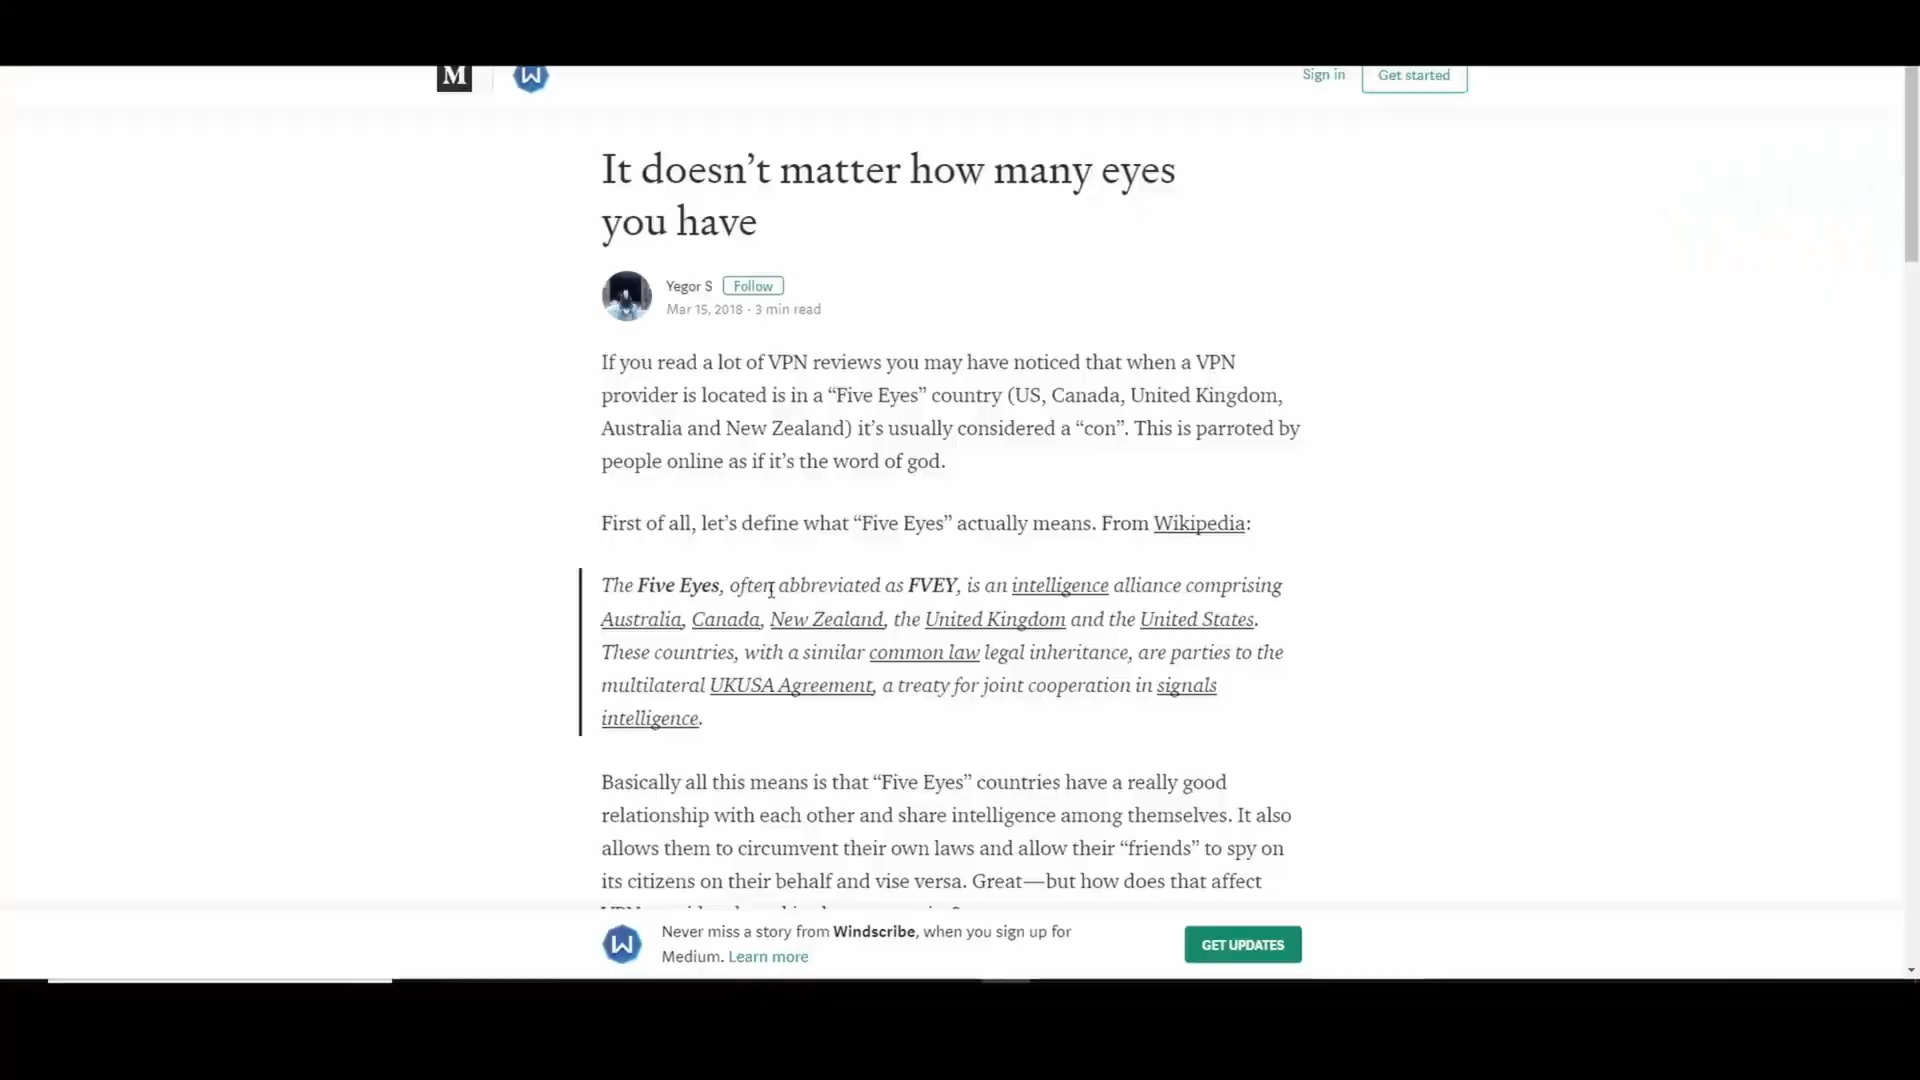 M
W
Sign in
Get started
It doesn’t matter how many eyes
you have
Yegor S
Follow
Mar 15, 2018 · 3 min read
If you read a lot of VPN reviews you may have noticed that when a VPN
provider is located is in a “Five Eyes” country (US, Canada, United Kingdom,
Australia and New Zealand) it’s usually considered a “con”. This is parroted by
people online as if it’s the word of god.
First of all, let’s define what “Five Eyes” actually means. From Wikipedia:
The Five Eyes, often abbreviated as FVEY, is an intelligence alliance comprising
Australia, Canada, New Zealand, the United Kingdom and the United States.
These countries, with a similar common law legal inheritance, are parties to the
multilateral UKUSA Agreement, a treaty for joint cooperation in signals
intelligence.
Basically all this means is that “Five Eyes” countries have a really good
relationship with each other and share intelligence among themselves. It also
allows them to circumvent their own laws and allow their “friends” to spy on
its citizens on their behalf and vise versa. Great—but how does that affect
W
Never miss a story from Windscribe, when you sign up for
Medium. Learn more
GET UPDATES